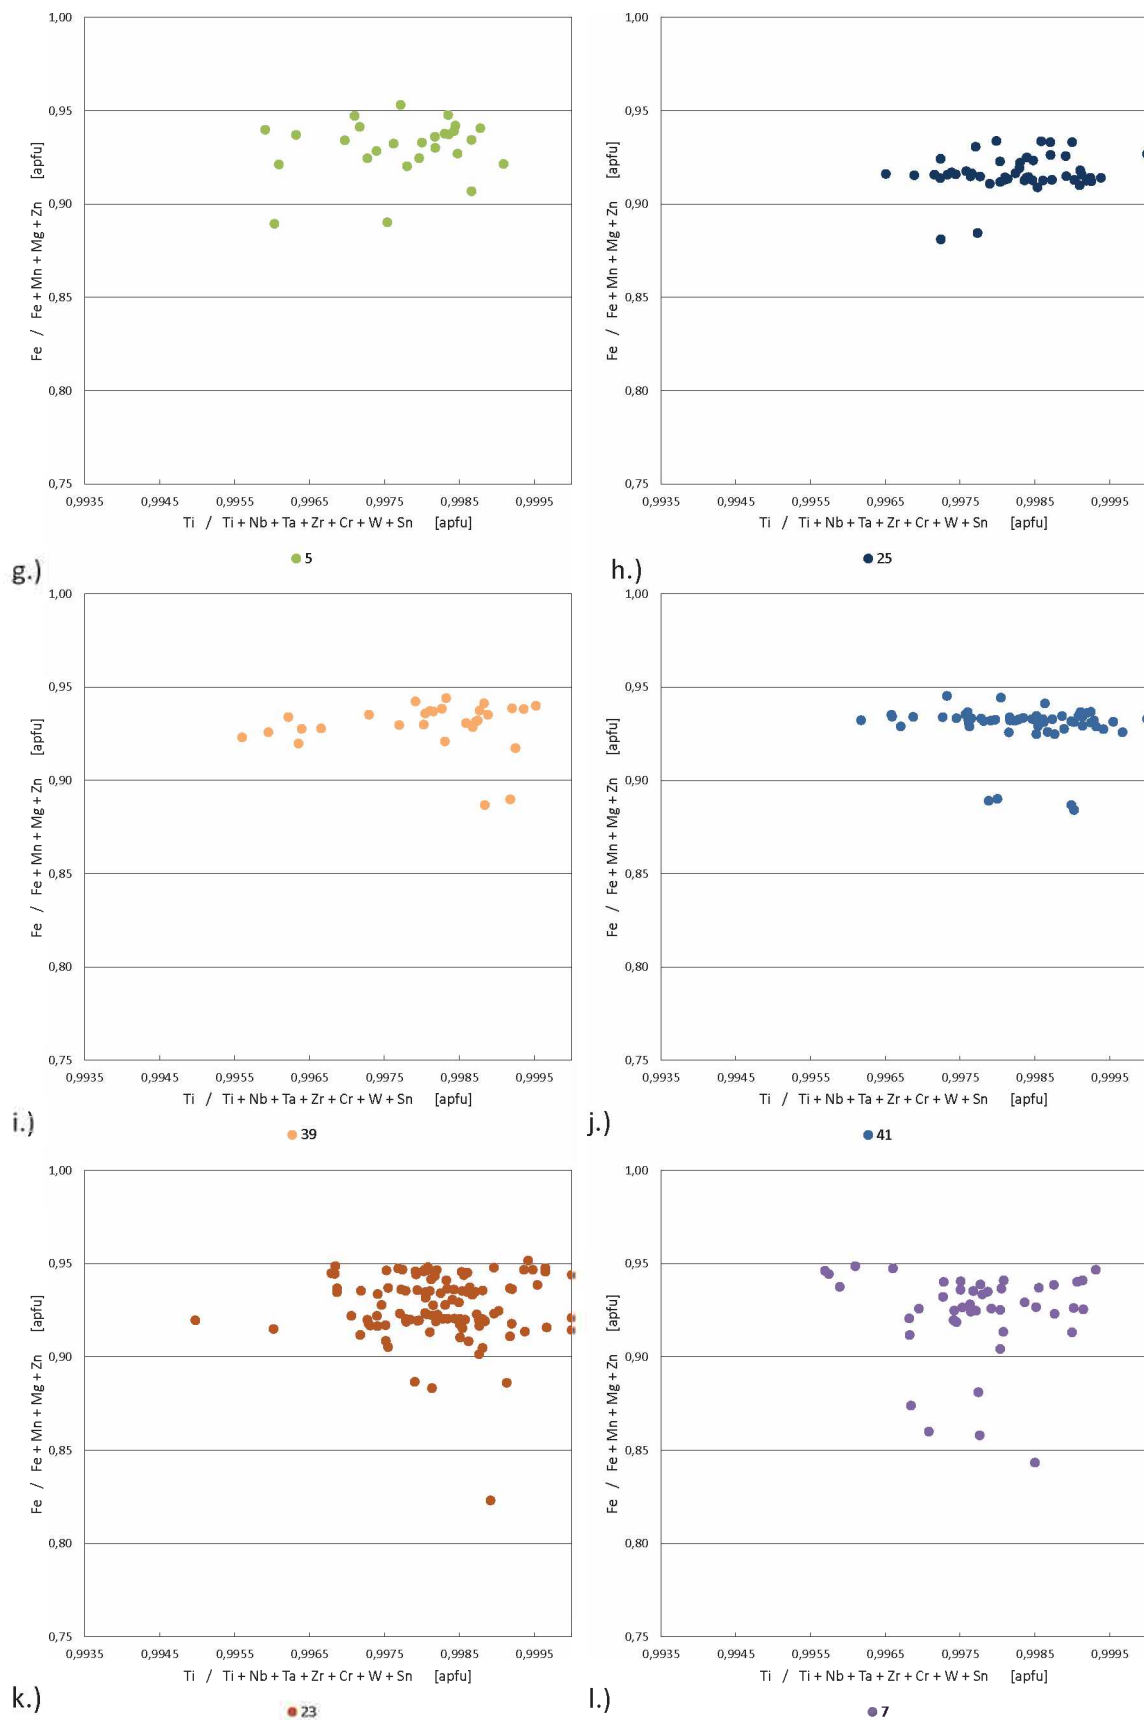 1,00
0,95
0,90
0,85
0,80
0,75
Fe / Fe + Mn + Mg + Zn [apfu]
0,9935 0,9945 0,9955 0,9965 0,9975 0,9985 0,9995
Ti / Ti + Nb + Ta + Zr + Cr + W + Sn [apfu]
5
g.)
1,00
0,95
0,90
0,85
0,80
0,75
Fe / Fe + Mn + Mg + Zn [apfu]
0,9935 0,9945 0,9955 0,9965 0,9975 0,9985 0,9995
Ti / Ti + Nb + Ta + Zr + Cr + W + Sn [apfu]
25
h.)
1,00
0,95
0,90
0,85
0,80
0,75
Fe / Fe + Mn + Mg + Zn [apfu]
0,9935 0,9945 0,9955 0,9965 0,9975 0,9985 0,9995
Ti / Ti + Nb + Ta + Zr + Cr + W + Sn [apfu]
39
i.)
1,00
0,95
0,90
0,85
0,80
0,75
Fe / Fe + Mn + Mg + Zn [apfu]
0,9935 0,9945 0,9955 0,9965 0,9975 0,9985 0,9995
Ti / Ti + Nb + Ta + Zr + Cr + W + Sn [apfu]
41
j.)
1,00
0,95
0,90
0,85
0,80
0,75
Fe / Fe + Mn + Mg + Zn [apfu]
0,9935 0,9945 0,9955 0,9965 0,9975 0,9985 0,9995
Ti / Ti + Nb + Ta + Zr + Cr + W + Sn [apfu]
23
k.)
1,00
0,95
0,90
0,85
0,80
0,75
Fe / Fe + Mn + Mg + Zn [apfu]
0,9935 0,9945 0,9955 0,9965 0,9975 0,9985 0,9995
Ti / Ti + Nb + Ta + Zr + Cr + W + Sn [apfu]
7
l.)